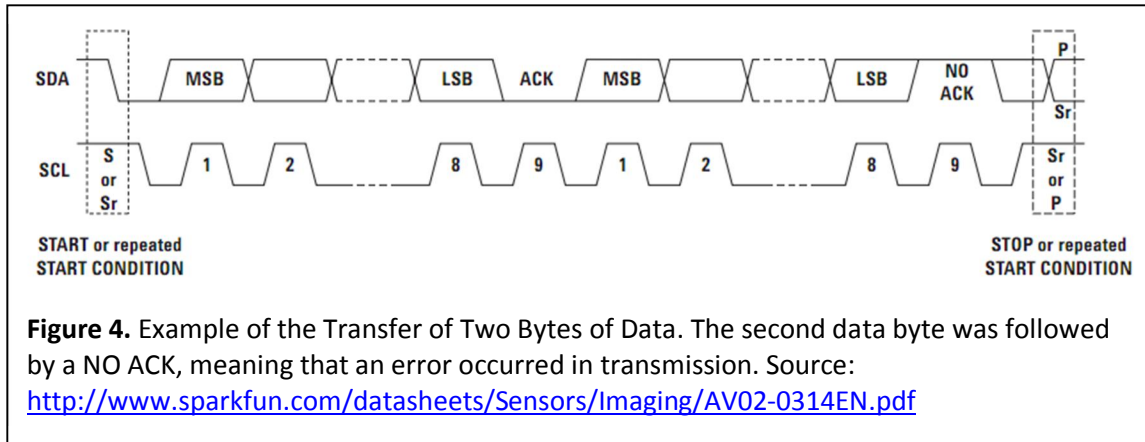 P
SDA MSB LSB ACK MSB LSB NO ACK
Sr
SCL S or Sr 1 2 8 9 1 2 8 9 Sr or P
START or repeated START CONDITION
STOP or repeated START CONDITION
Figure 4. Example of the Transfer of Two Bytes of Data. The second data byte was followed
by a NO ACK, meaning that an error occurred in transmission. Source:
http://www.sparkfun.com/datasheets/Sensors/Imaging/AV02-0314EN.pdf